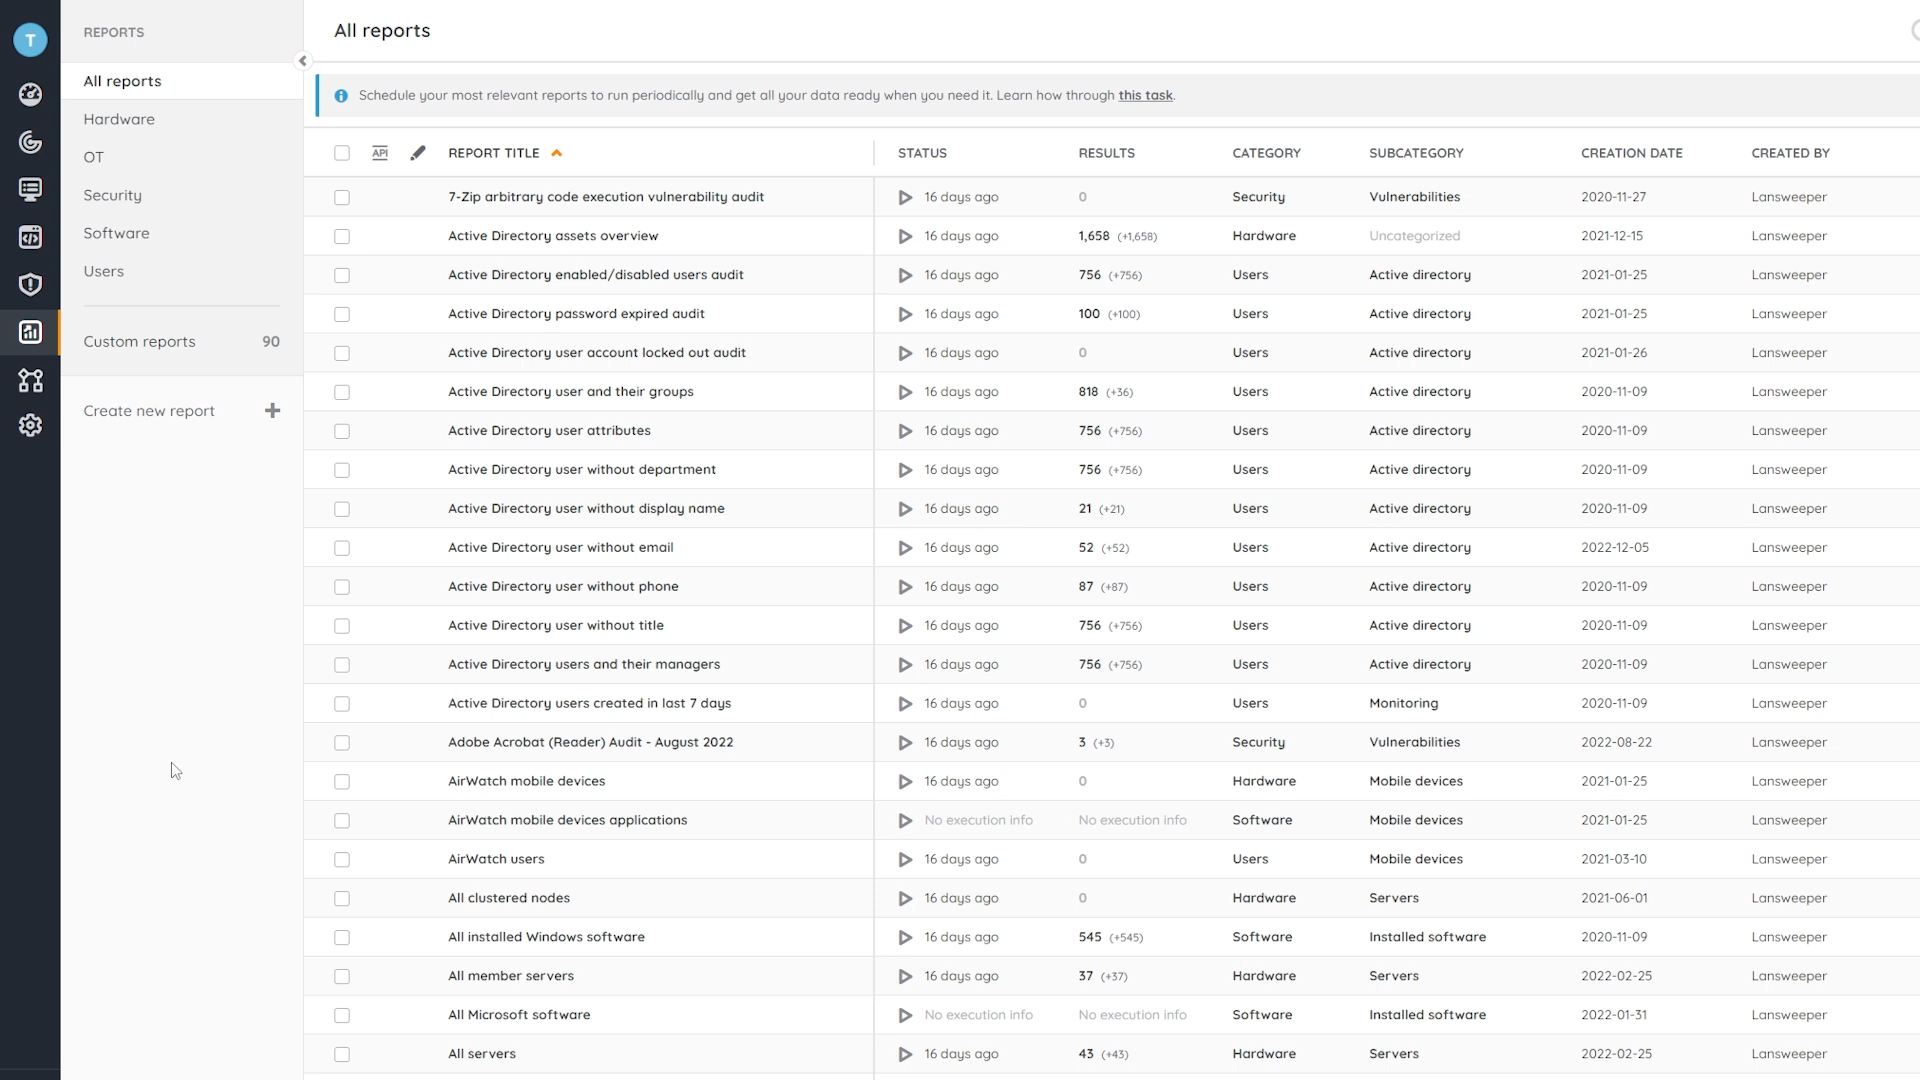 T
REPORTS
All reports
Hardware
OT
Security
Software
Users
Custom reports 90
Create new report
All reports
Schedule your most relevant reports to run periodically and get all your data ready when you need it. Learn how through this task.
API REPORT TITLE STATUS RESULTS CATEGORY SUBCATEGORY CREATION DATE CREATED BY
7-Zip arbitrary code execution vulnerability audit 16 days ago 0 Security Vulnerabilities 2020-11-27 Lansweeper
Active Directory assets overview 16 days ago 1,658 (+1,658) Hardware Uncategorized 2021-12-15 Lansweeper
Active Directory enabled/disabled users audit 16 days ago 756 (+756) Users Active directory 2021-01-25 Lansweeper
Active Directory password expired audit 16 days ago 100 (+100) Users Active directory 2021-01-25 Lansweeper
Active Directory user account locked out audit 16 days ago 0 Users Active directory 2021-01-26 Lansweeper
Active Directory user and their groups 16 days ago 818 (+36) Users Active directory 2020-11-09 Lansweeper
Active Directory user attributes 16 days ago 756 (+756) Users Active directory 2020-11-09 Lansweeper
Active Directory user without department 16 days ago 756 (+756) Users Active directory 2020-11-09 Lansweeper
Active Directory user without display name 16 days ago 21 (+21) Users Active directory 2020-11-09 Lansweeper
Active Directory user without email 16 days ago 52 (+52) Users Active directory 2022-12-05 Lansweeper
Active Directory user without phone 16 days ago 87 (+87) Users Active directory 2020-11-09 Lansweeper
Active Directory user without title 16 days ago 756 (+756) Users Active directory 2020-11-09 Lansweeper
Active Directory users and their managers 16 days ago 756 (+756) Users Active directory 2020-11-09 Lansweeper
Active Directory users created in last 7 days 16 days ago 0 Users Monitoring 2020-11-09 Lansweeper
Adobe Acrobat (Reader) Audit - August 2022 16 days ago 3 (+3) Security Vulnerabilities 2022-08-22 Lansweeper
AirWatch mobile devices 16 days ago 0 Hardware Mobile devices 2021-01-25 Lansweeper
AirWatch mobile devices applications No execution info No execution info Software Mobile devices 2021-01-25 Lansweeper
AirWatch users 16 days ago 0 Users Mobile devices 2021-03-10 Lansweeper
All clustered nodes 16 days ago 0 Hardware Servers 2021-06-01 Lansweeper
All installed Windows software 16 days ago 545 (+545) Software Installed software 2020-11-09 Lansweeper
All member servers 16 days ago 37 (+37) Hardware Servers 2022-02-25 Lansweeper
All Microsoft software No execution info No execution info Software Installed software 2022-01-31 Lansweeper
All servers 16 days ago 43 (+43) Hardware Servers 2022-02-25 Lansweeper